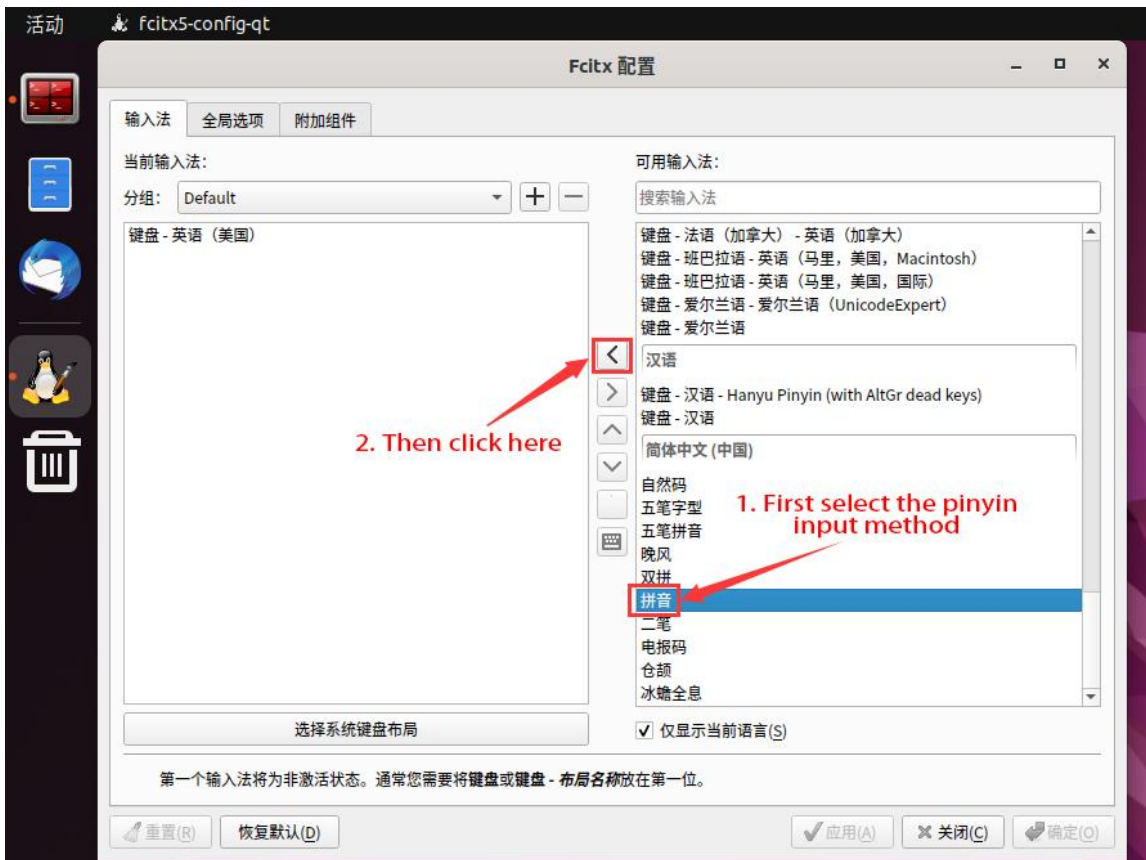 活动 fcitx5-config-qt
Fcitx 配置
输入法 全局选项 附加组件
当前输入法: 可用输入法:
分组: Default
搜索输入法
键盘 - 英语（美国）
键盘 - 法语（加拿大） - 英语（加拿大）
键盘 - 班巴拉语 - 英语（马里，美国，Macintosh）
键盘 - 班巴拉语 - 英语（马里，美国，国际）
键盘 - 爱尔兰语 - 爱尔兰语（UnicodeExpert）
键盘 - 爱尔兰语
汉语
键盘 - 汉语 - Hanyu Pinyin (with AltGr dead keys)
键盘 - 汉语
2. Then click here
简体中文 (中国)
自然码
五笔字型
五笔拼音
1. First select the pinyin
input method
晚风
双拼
拼音
二笔
电报码
仓颉
冰蟾全息
选择系统键盘布局
仅显示当前语言(S)
第一个输入法将为非激活状态。通常您需要将键盘或键盘 - 布局名称放在第一位。
重置(R) 恢复默认(D) 应用(A) 关闭(C) 确定(O)